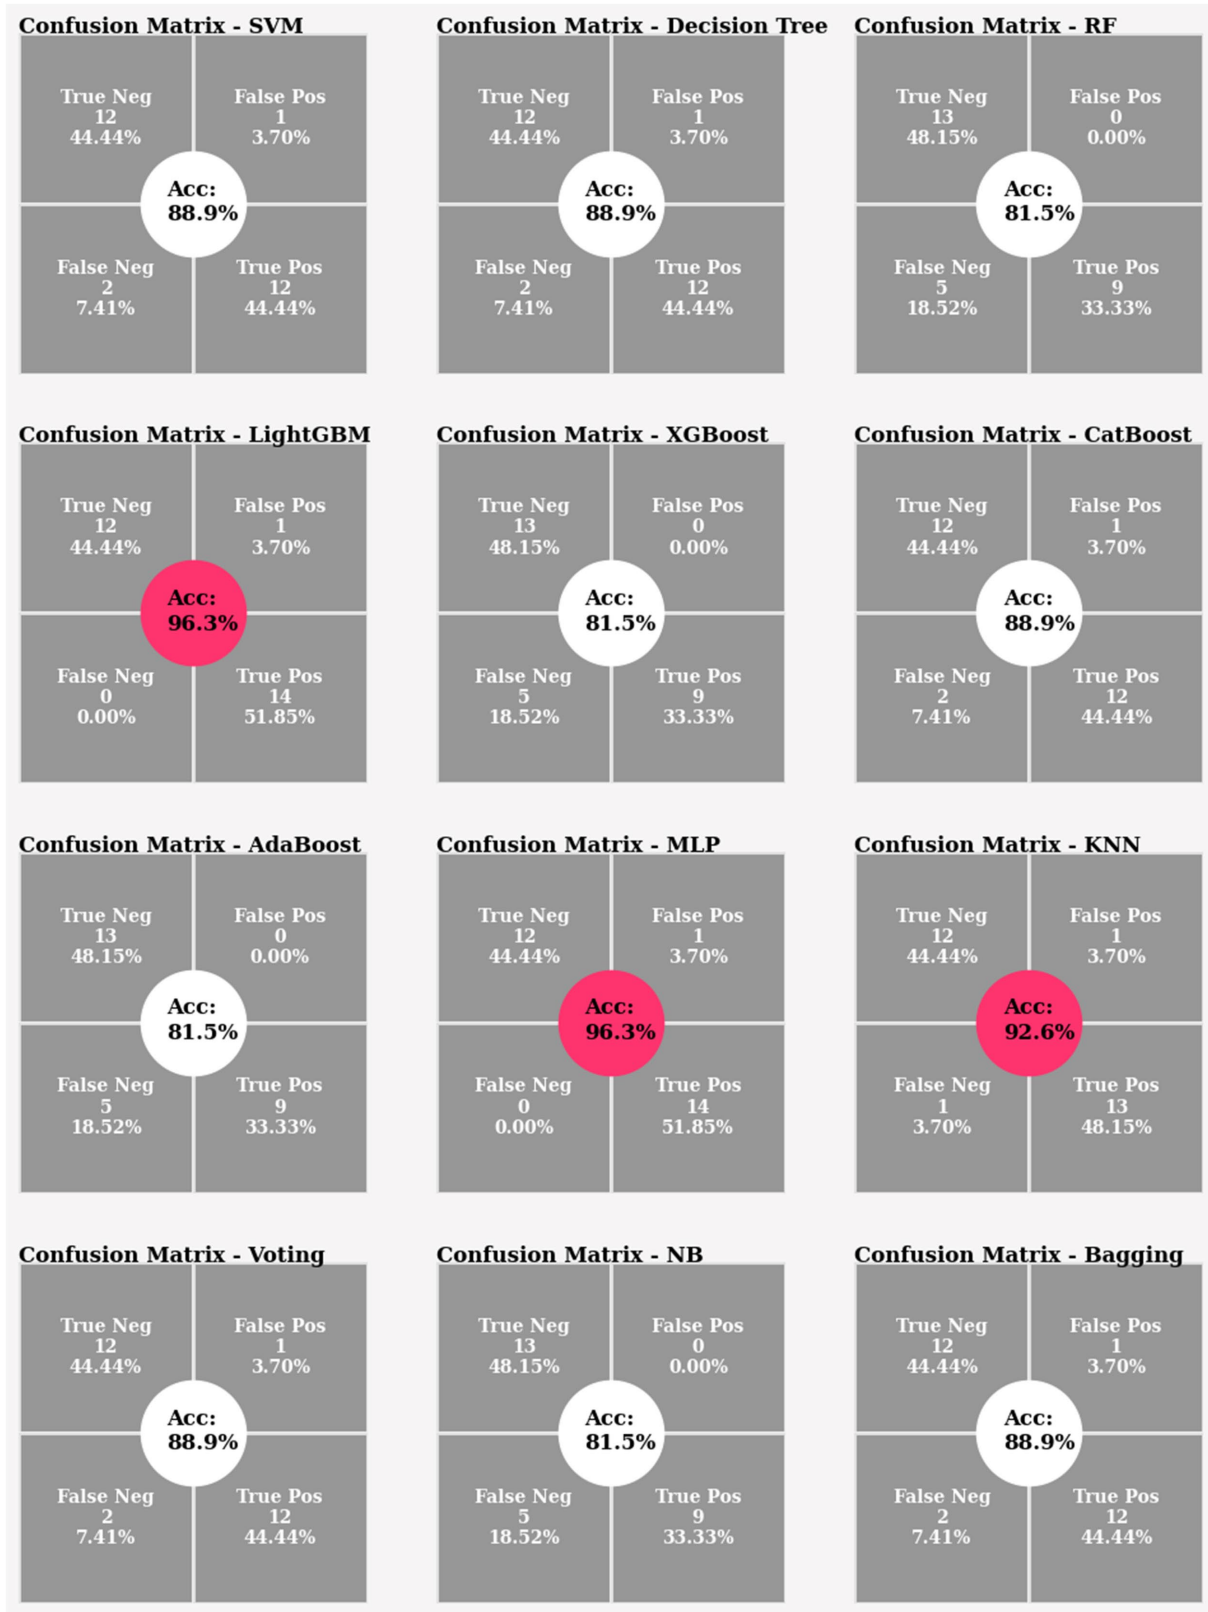 Confusion Matrix - SVM
True Neg
12
44.44%
False Pos
1
3.70%
Acc:
88.9%
False Neg
2
7.41%
True Pos
12
44.44%
Confusion Matrix - Decision Tree
True Neg
12
44.44%
False Pos
1
3.70%
Acc:
88.9%
False Neg
2
7.41%
True Pos
12
44.44%
Confusion Matrix - RF
True Neg
13
48.15%
False Pos
0
0.00%
Acc:
81.5%
False Neg
5
18.52%
True Pos
9
33.33%
Confusion Matrix - LightGBM
True Neg
12
44.44%
False Pos
1
3.70%
Acc:
96.3%
False Neg
0
0.00%
True Pos
14
51.85%
Confusion Matrix - XGBoost
True Neg
13
48.15%
False Pos
0
0.00%
Acc:
81.5%
False Neg
5
18.52%
True Pos
9
33.33%
Confusion Matrix - CatBoost
True Neg
12
44.44%
False Pos
1
3.70%
Acc:
88.9%
False Neg
2
7.41%
True Pos
12
44.44%
Confusion Matrix - AdaBoost
True Neg
13
48.15%
False Pos
0
0.00%
Acc:
81.5%
False Neg
5
18.52%
True Pos
9
33.33%
Confusion Matrix - MLP
True Neg
12
44.44%
False Pos
1
3.70%
Acc:
96.3%
False Neg
0
0.00%
True Pos
14
51.85%
Confusion Matrix - KNN
True Neg
12
44.44%
False Pos
1
3.70%
Acc:
92.6%
False Neg
1
3.70%
True Pos
13
48.15%
Confusion Matrix - Voting
True Neg
12
44.44%
False Pos
1
3.70%
Acc:
88.9%
False Neg
2
7.41%
True Pos
12
44.44%
Confusion Matrix - NB
True Neg
13
48.15%
False Pos
0
0.00%
Acc:
81.5%
False Neg
5
18.52%
True Pos
9
33.33%
Confusion Matrix - Bagging
True Neg
12
44.44%
False Pos
1
3.70%
Acc:
88.9%
False Neg
2
7.41%
True Pos
12
44.44%